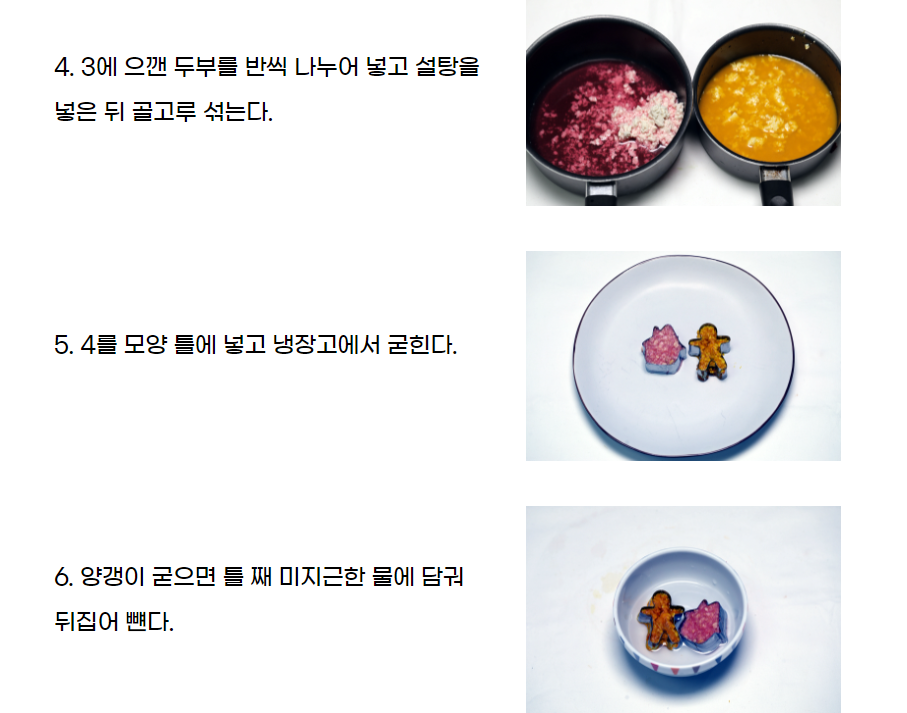 4. 3에 으깬 두부를 반씩 나누어 넣고 설탕을
넣은 뒤 골고루 섞는다.
5. 4를 모양 틀에 넣고 냉장고에서 굳힌다.
6. 양갱이 굳으면 틀 째 미지근한 물에 담궈
뒤집어 뺀다.